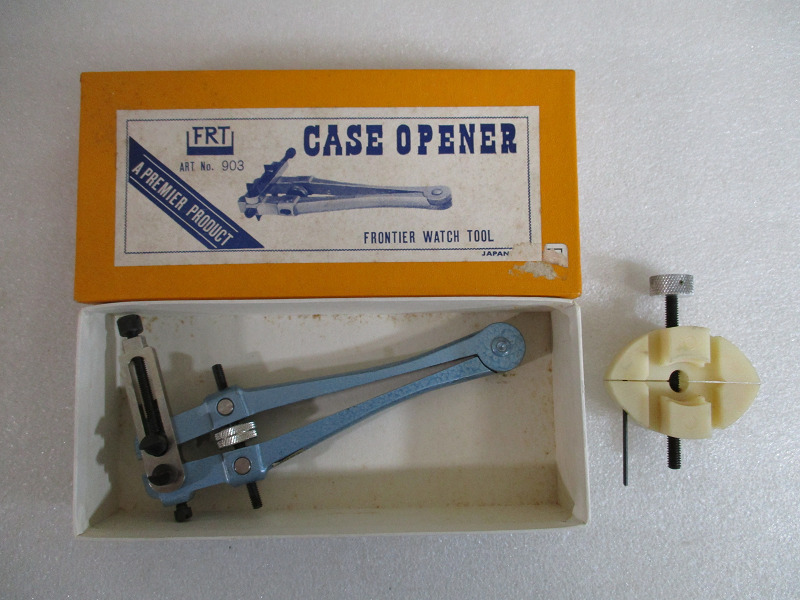 FRT
CASE OPENER
ART No. 903
A PREMIER PRODUCT
FRONTIER WATCH TOOL
JAPAN